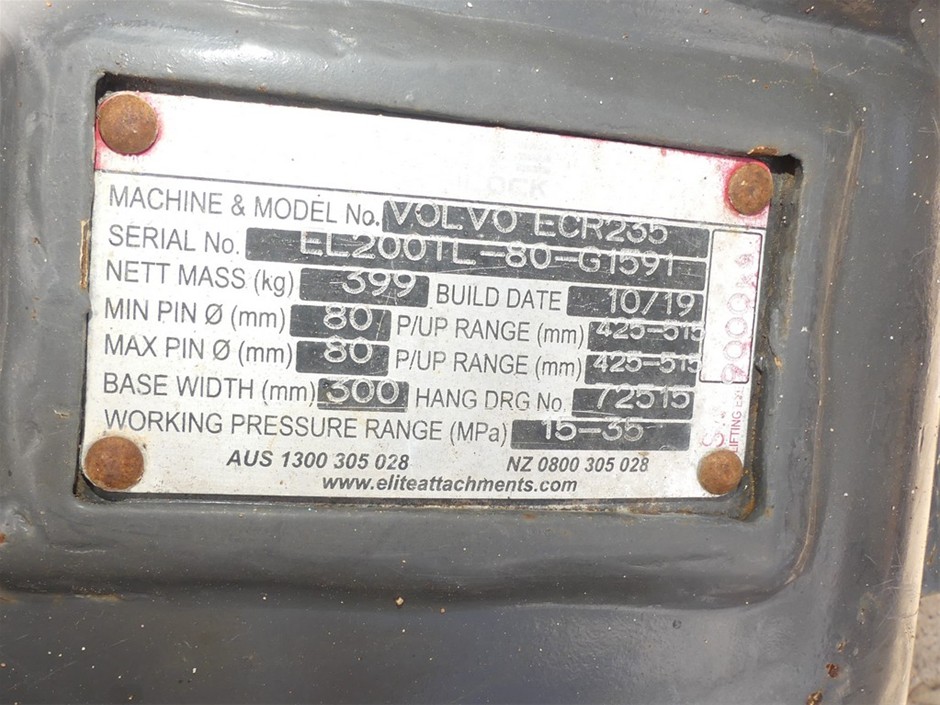 OCK
MACHINE & MODEL No. VOLVO ECR235
SERIAL No. EL200TL-80-G1591
NETT MASS (kg) 399 BUILD DATE 10/19
MIN PIN Ø (mm) 80 P/UP RANGE (mm) 425-515
MAX PIN Ø (mm) 80 P/UP RANGE (mm) 425-515
BASE WIDTH (mm) 300 HANG DRG No. 72515
WORKING PRESSURE RANGE (MPa) 15-35
AUS 1300 305 028 NZ 0800 305 028
www.eliteattachments.com
LIFTING